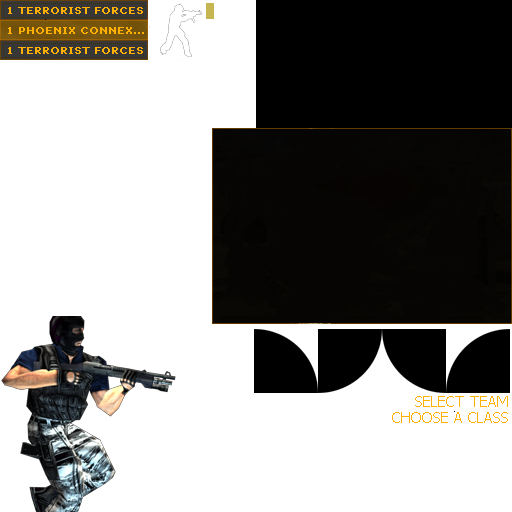 1 TERRORIST FORCES
1 PHOENIX CONNEX...
1 TERRORIST FORCES
SELECT TEAM
CHOOSE A CLASS